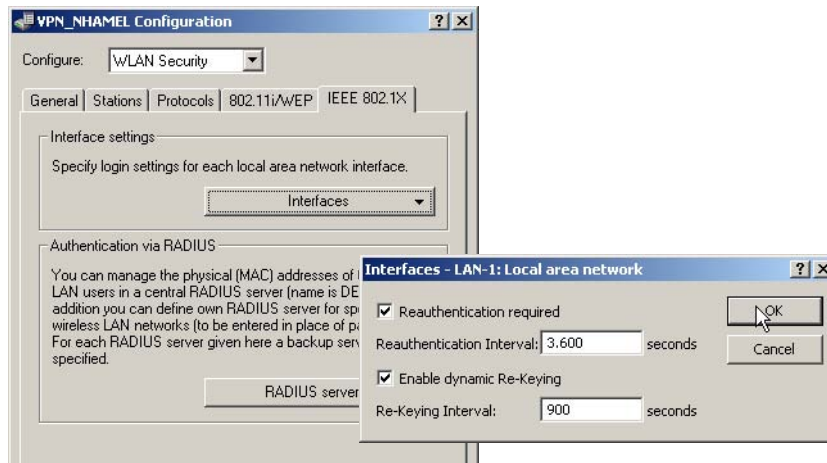 VPN_NHAMEL Configuration
Configure: WLAN Security
General Stations Protocols 802.11i/WEP IEEE 802.1X
Interface settings
Specify login settings for each local area network interface.
Interfaces
Authentication via RADIUS
You can manage the physical (MAC) addresses of
LAN users in a central RADIUS server (name is DE
addition you can define own RADIUS server for
wireless LAN networks (to be entered in place of
For each RADIUS server given here a backup
specified.
RADIUS server
Interfaces - LAN-1: Local area network
Reauthentication required
Reauthentication Interval: 3.600 seconds
Enable dynamic Re-Keying
Re-Keying Interval: 900 seconds
OK
Cancel